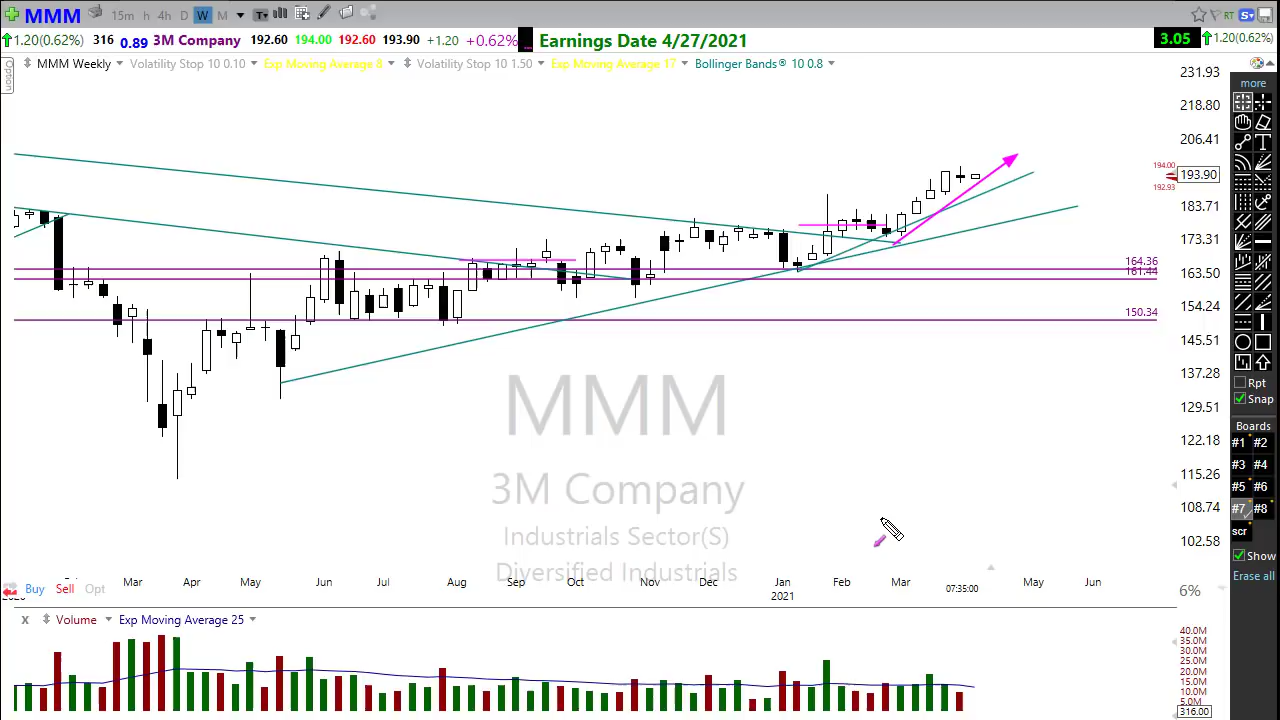 MMM
15m h 4h D W M T RT S
1.20(0.62%) 316 0.89 3M Company 192.60 194.00 192.60 193.90 +1.20 +0.62% Earnings Date 4/27/2021 3.05 1.20(0.62%)
Option
MMM Weekly Volatility Stop 10 0.10 Exp Moving Average 8 Volatility Stop 10 1.50 Exp Moving Average 17 Bollinger Bands® 10 0.8
231.93
218.80
206.41
194.00
193.90
192.93
183.71
173.31
164.36
161.44
163.50
154.24
150.34
145.51
137.28
129.51
122.18
115.26
108.74
102.58
MMM
3M Company
Industrials Sector(S)
Diversified Industrials
more
T
Rpt
Snap
Boards
#1 #2
#3 #4
#5 #6
#7 #8
scr
Show
Erase all
Mar Apr May Jun Jul Aug Sep Oct Nov Dec Jan Feb Mar May Jun
2021 07:35:00
Buy Sell Opt 6%
X Volume Exp Moving Average 25
40.0M
35.0M
30.0M
25.0M
20.0M
15.0M
10.0M
5.0M
316.00